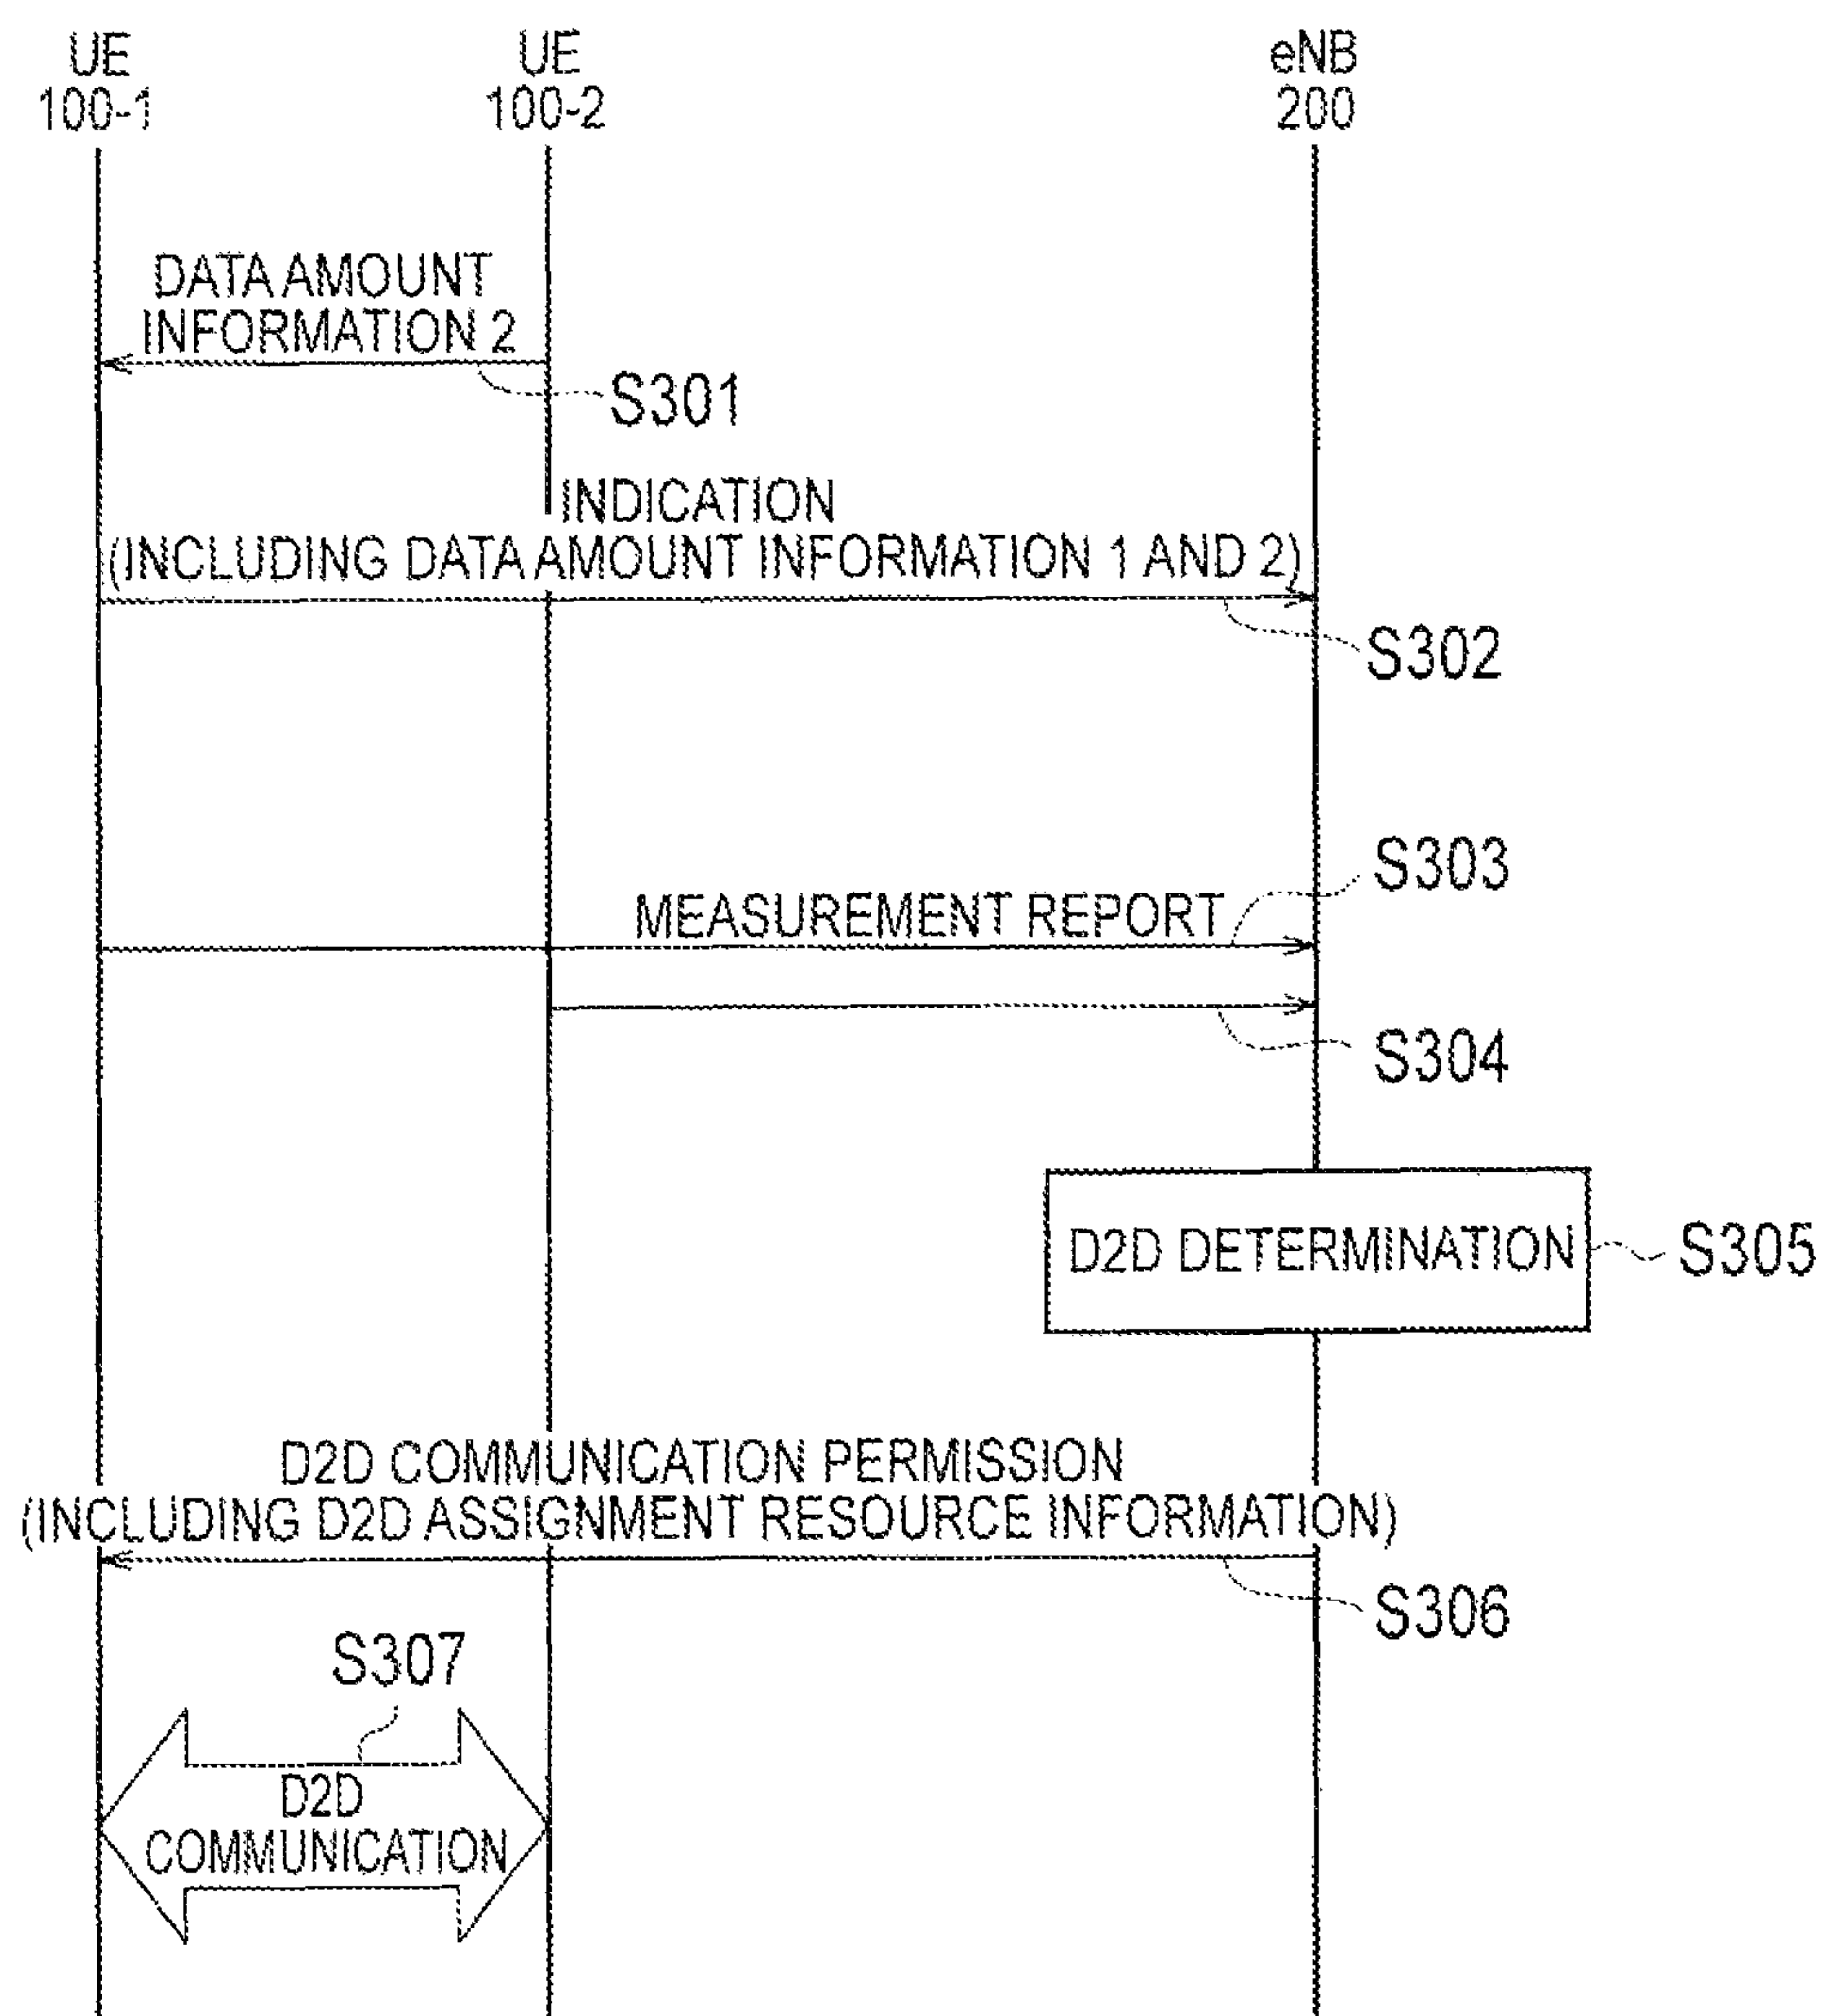 UE
100-1
UE
100-2
eNB
200
DATA AMOUNT
INFORMATION 2
S301
INDICATION
(INCLUDING DATA AMOUNT INFORMATION 1 AND 2)
S302
S303
MEASUREMENT REPORT
S304
D2D DETERMINATION
S305
D2D COMMUNICATION PERMISSION
(INCLUDING D2D ASSIGNMENT RESOURCE INFORMATION)
S306
S307
D2D
COMMUNICATION